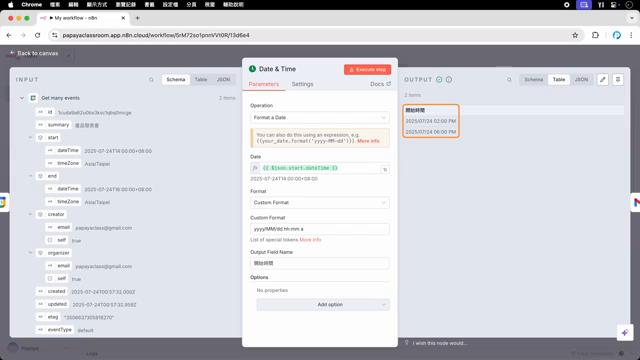 Chrome 檔案 編輯 顯示方式 瀏覽記錄 書籤 設定檔 分頁 視窗 輔助說明
▶ My workflow - n8n
papayaclassroom.app.n8n.cloud/workflow/5rM72so1pnnVVt0R/13d6e4
Back to canvas
INPUT
Schema Table JSON
Get many events 2 items
id
summary 產品發表會
start
dateTime 2025-07-24T14:00:00+08:00
timeZone Asia/Taipei
end
dateTime 2025-07-24T16:00:00+08:00
timeZone Asia/Taipei
creator
email papayaclass@gmail.com
self true
organizer
email papayaclass@gmail.com
self true
created 2025-07-24T00:57:32.000Z
updated 2025-07-24T00:57:32.959Z
etag "3506637305918270"
eventType default
Date & Time
Execute step
Parameters Settings Docs
Operation
Format a Date
You can also do this using an expression, e.g.
{{your_date.format('yyyy-MM-dd')}}. More info
Date
fx {{ $json.start.dateTime }}
2025-07-24T14:00:00+08:00
Format
Custom Format
Custom Format
yyyy/MM/dd hh:mm a
List of special tokens More info
Output Field Name
開始時間
Options
No properties
Add option
OUTPUT
Schema Table JSON
2 items
開始時間
2025/07/24 02:00 PM
2025/07/24 06:00 PM
I wish this node would...
Logs